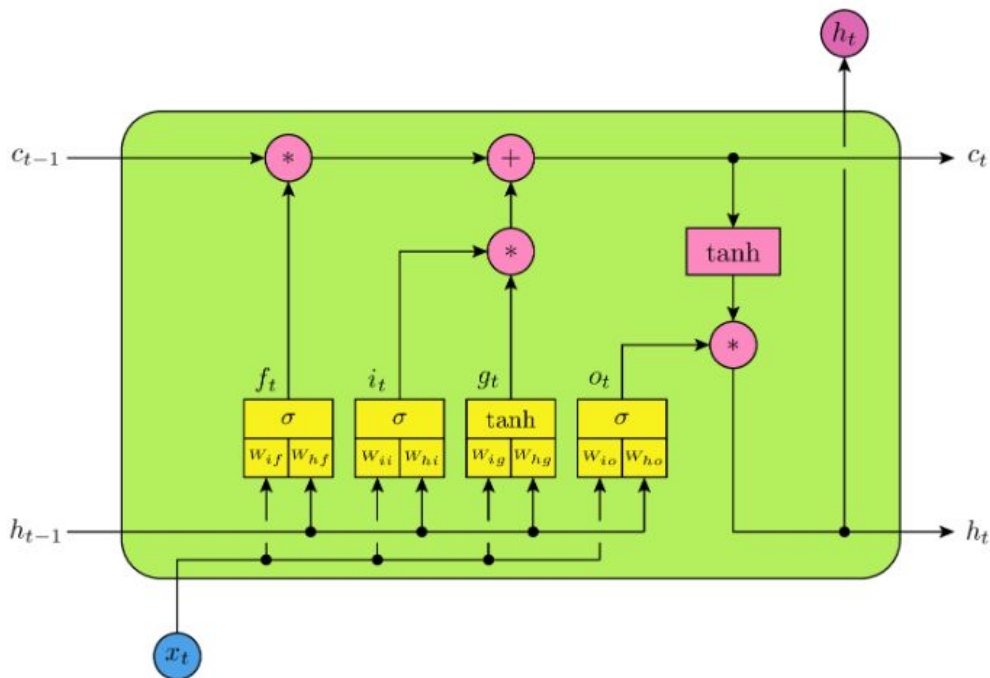 h_t
c_{t-1} * + c_t
*
tanh
*
f_t i_t g_t o_t
σ σ tanh σ
W_{if} W_{hf} W_{ii} W_{hi} W_{ig} W_{hg} W_{io} W_{ho}
h_{t-1} h_t
x_t